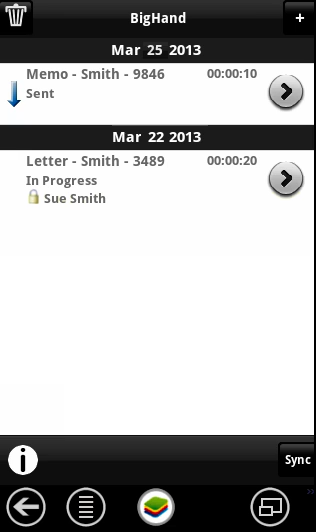 BigHand
+
Mar 25 2013
Memo - Smith - 9846 00:00:10
Sent
Mar 22 2013
Letter - Smith - 3489 00:00:20
In Progress
Sue Smith
i Sync